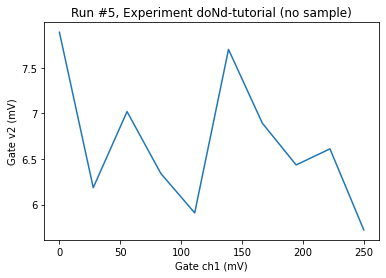 Run #5, Experiment doNd-tutorial (no sample)
Gate v2 (mV)
7.5
7
6.5
6
0 50 100 150 200 250
Gate ch1 (mV)